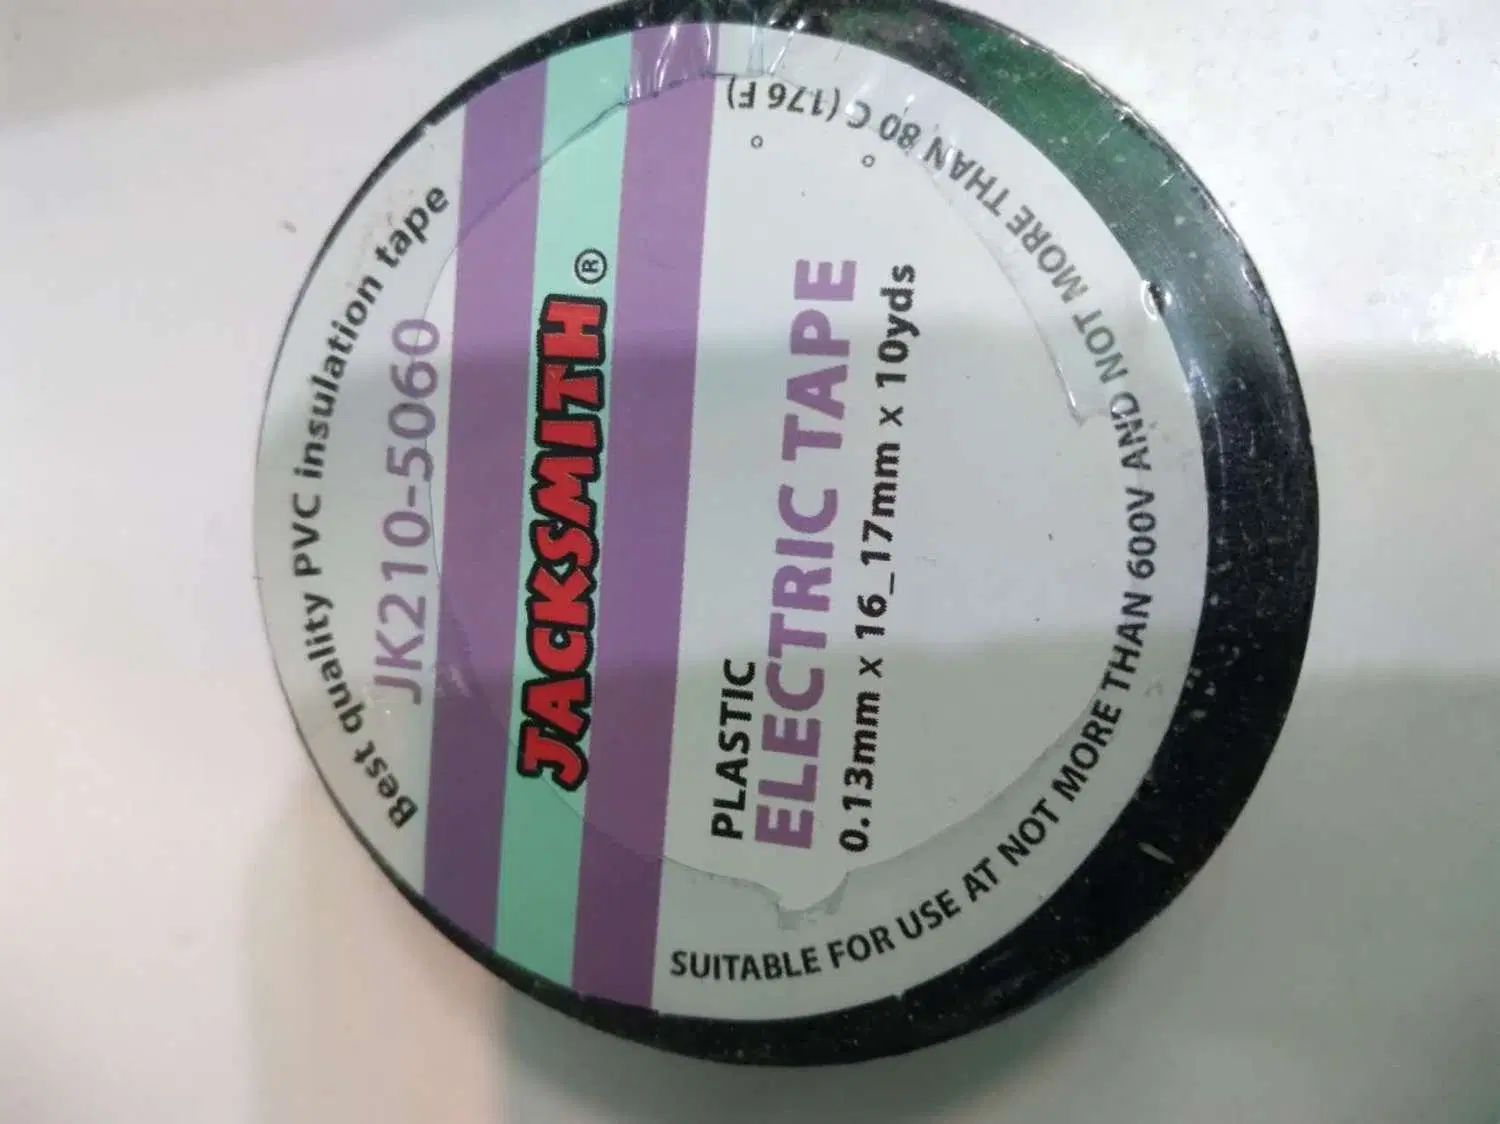 Best quality PVC insulation tape
JK210-5060
JACKSMITH®
PLASTIC
ELECTRIC TAPE
0.13mm x 16_17mm x 10yds
SUITABLE FOR USE AT NOT MORE THAN 600V AND NOT MORE THAN 80 C (176 F)